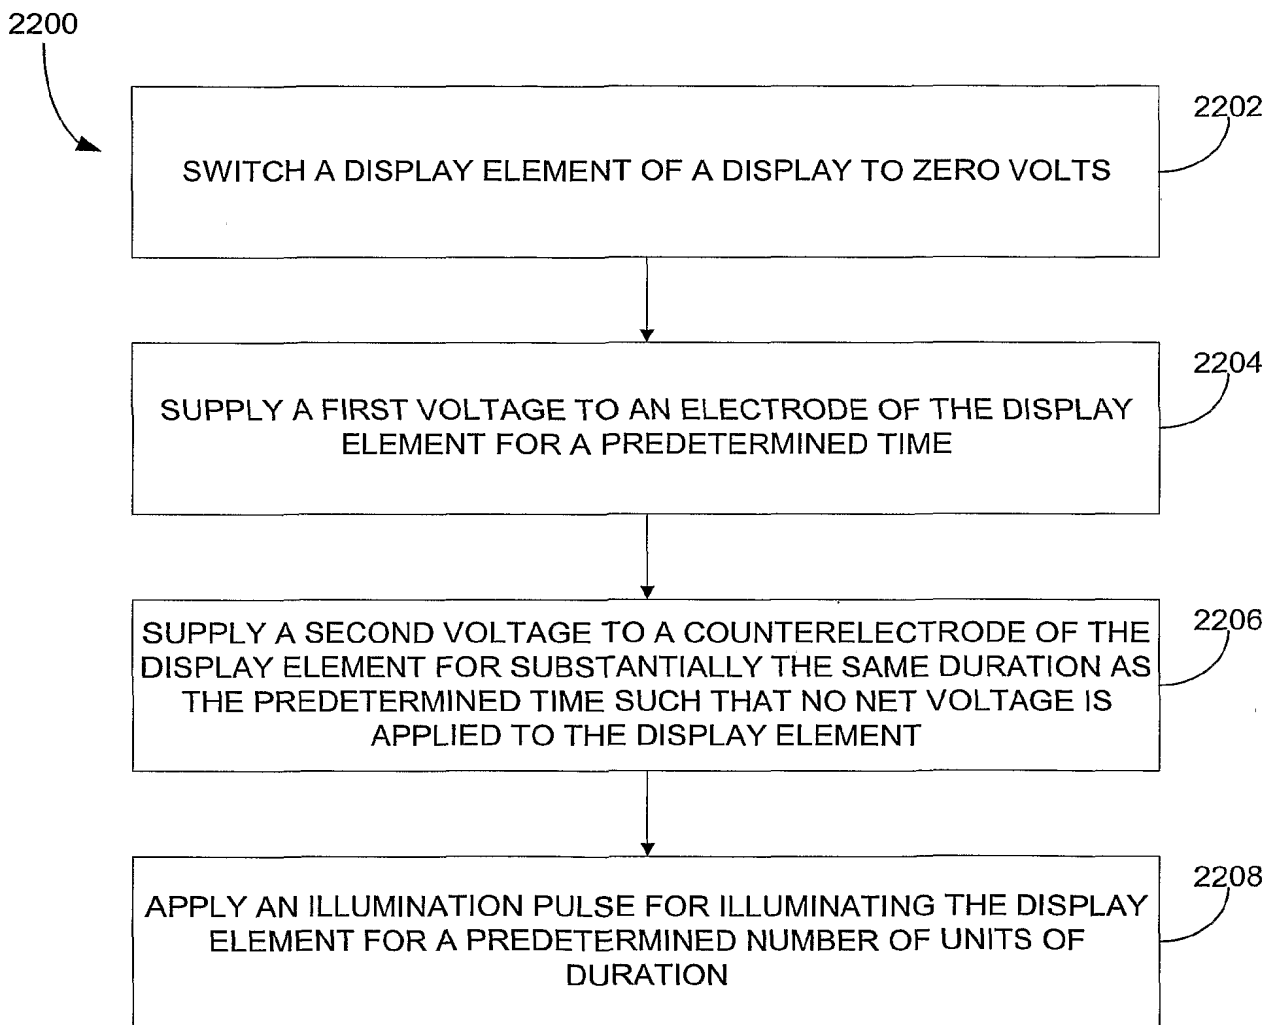 2200
2202
SWITCH A DISPLAY ELEMENT OF A DISPLAY TO ZERO VOLTS
2204
SUPPLY A FIRST VOLTAGE TO AN ELECTRODE OF THE DISPLAY
ELEMENT FOR A PREDETERMINED TIME
2206
SUPPLY A SECOND VOLTAGE TO A COUNTERELECTRODE OF THE
DISPLAY ELEMENT FOR SUBSTANTIALLY THE SAME DURATION AS
THE PREDETERMINED TIME SUCH THAT NO NET VOLTAGE IS
APPLIED TO THE DISPLAY ELEMENT
2208
APPLY AN ILLUMINATION PULSE FOR ILLUMINATING THE DISPLAY
ELEMENT FOR A PREDETERMINED NUMBER OF UNITS OF
DURATION